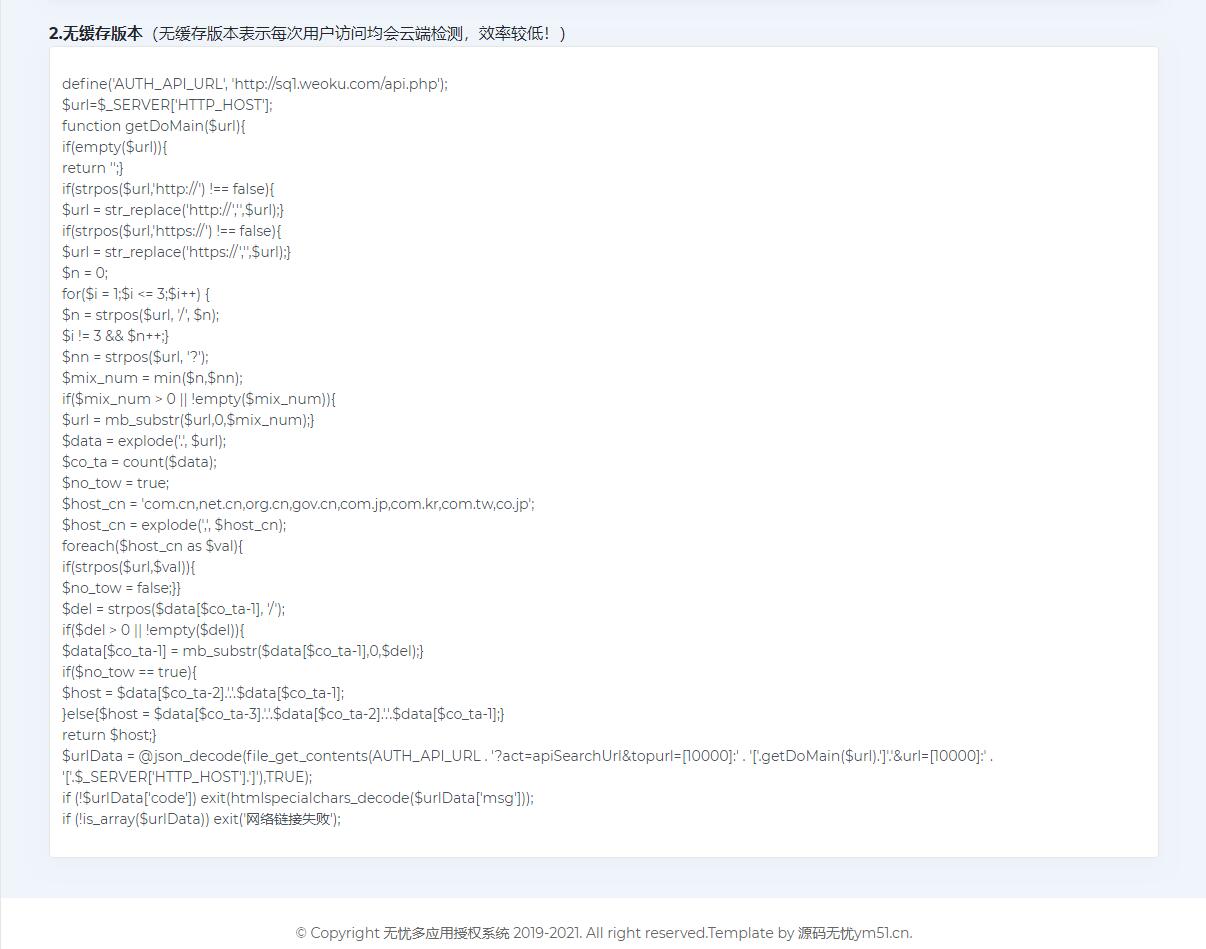 2.无缓存版本（无缓存版本表示每次用户访问均会云端检测，效率较低！）
define('AUTH_API_URL', 'http://sq1.weoku.com/api.php');
$url=$_SERVER['HTTP_HOST'];
function getDoMain($url){
if(empty($url)){
return '';}
if(strpos($url,'http://') !== false){
$url = str_replace('http://','',$url);}
if(strpos($url,'https://') !== false){
$url = str_replace('https://','',$url);}
$n = 0;
for($i = 1;$i <= 3;$i++) {
$n = strpos($url, '/', $n);
$i != 3 && $n++;}
$nn = strpos($url, '?');
$mix_num = min($n,$nn);
if($mix_num > 0 || !empty($mix_num)){
$url = mb_substr($url,0,$mix_num);}
$data = explode('.', $url);
$co_ta = count($data);
$no_tow = true;
$host_cn = 'com.cn,net.cn,org.cn,gov.cn,com.jp,com.kr,com.tw,co.jp';
$host_cn = explode(',', $host_cn);
foreach($host_cn as $val){
if(strpos($url,$val)){
$no_tow = false;}}
$del = strpos($data[$co_ta-1], '/');
if($del > 0 || !empty($del)){
$data[$co_ta-1] = mb_substr($data[$co_ta-1],0,$del);}
if($no_tow == true){
$host = $data[$co_ta-2].'.'.$data[$co_ta-1];
}else{$host = $data[$co_ta-3].'.'.$data[$co_ta-2].'.'.$data[$co_ta-1];}
return $host;}
$urlData = @json_decode(file_get_contents(AUTH_API_URL . '?act=apiSearchUrl&topurl=[10000]:' . '['.getDoMain($url).']'.'&url=[10000]:' .
'['.$_SERVER['HTTP_HOST'].']'),TRUE);
if (!$urlData['code']) exit(htmlspecialchars_decode($urlData['msg']));
if (!is_array($urlData)) exit('网络链接失败');
© Copyright 无忧多应用授权系统 2019-2021. All right reserved.Template by 源码无忧ym51.cn.